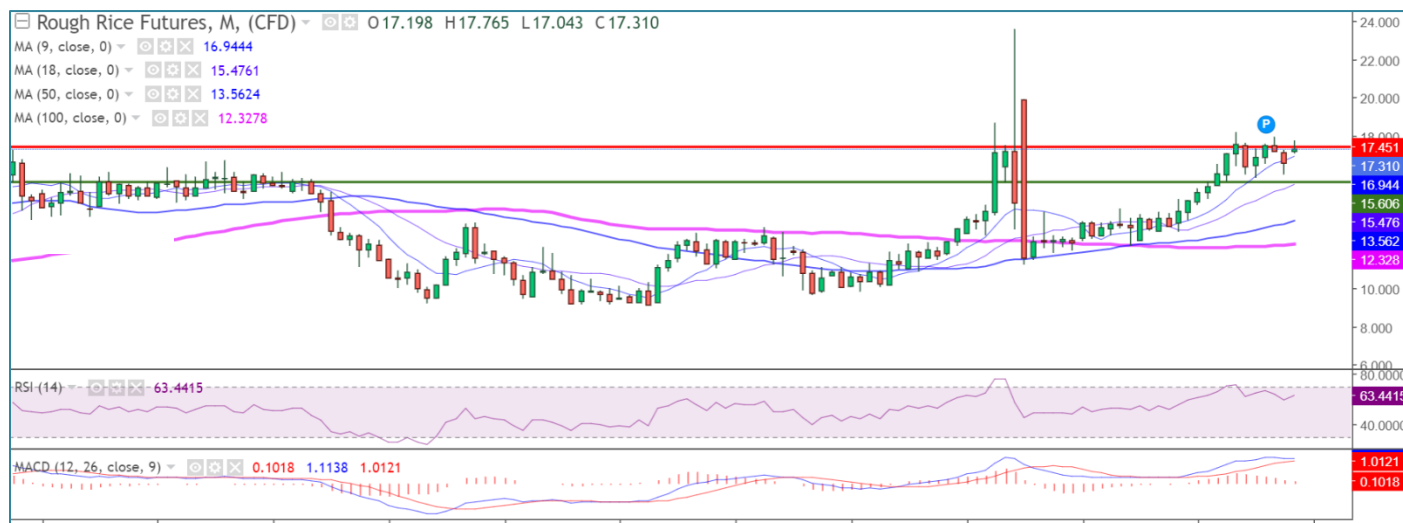 Rough Rice Futures, M, (CFD) O17.198 H17.765 L17.043 C17.310
MA (9, close, 0) 16.9444
MA (18, close, 0) 15.4761
MA (50, close, 0) 13.5624
MA (100, close, 0) 12.3278
P
24.000
22.000
20.000
18.000
17.451
17.310
16.944
15.606
15.476
13.562
12.328
10.000
8.000
6.000
RSI (14) 63.4415
80.0000
63.4415
40.0000
MACD (12, 26, close, 9) 0.1018 1.1138 1.0121
1.0121
0.1018